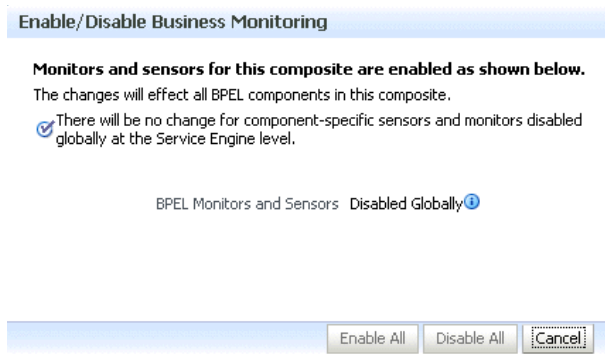 Enable/Disable Business Monitoring
Monitors and sensors for this composite are enabled as shown below.
The changes will effect all BPEL components in this composite.
There will be no change for component-specific sensors and monitors disabled
globally at the Service Engine level.
BPEL Monitors and Sensors Disabled Globally
Enable All Disable All Cancel